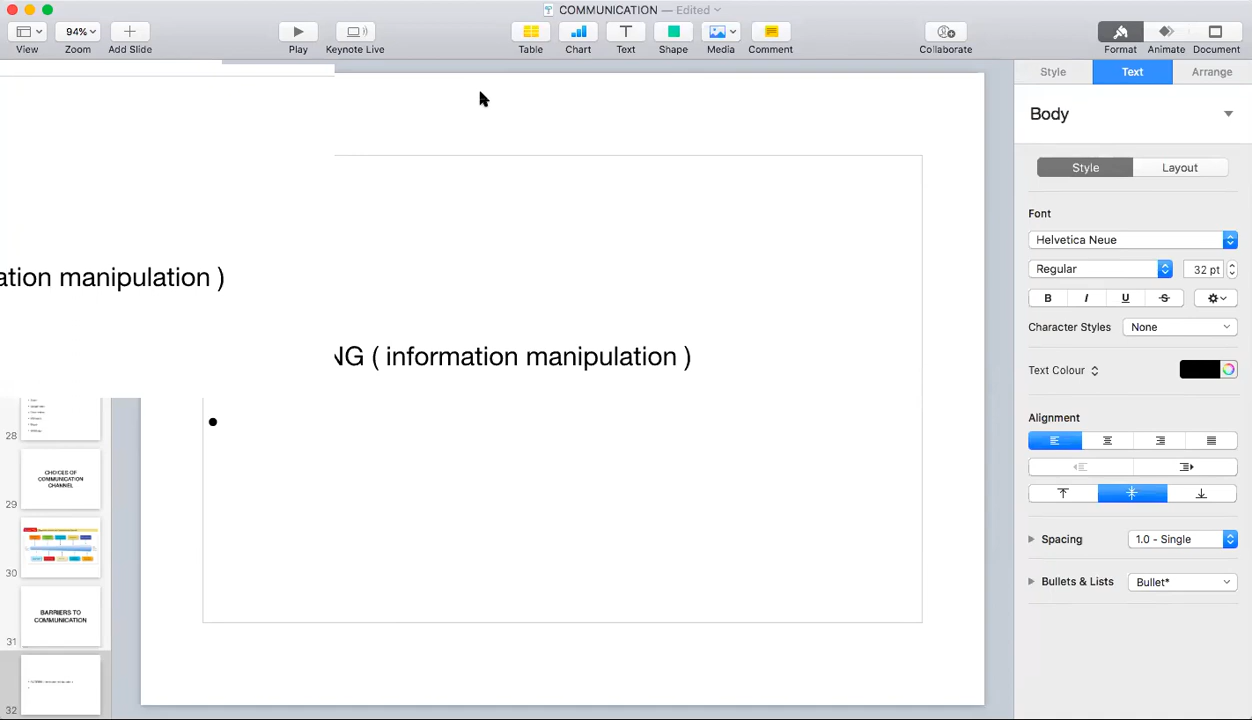 COMMUNICATION — Edited
94%
View
Zoom
Add Slide
Play
Keynote Live
Table
Chart
Text
Shape
Media
Comment
Collaborate
Format
Animate
Document
Style
Text
Arrange
Body
Style
Layout
Font
Helvetica Neue
Regular
32 pt
B
I
U
S
Character Styles
None
Text Colour
Alignment
Spacing
1.0 - Single
Bullets & Lists
Bullet*
ation manipulation )
NG ( information manipulation )
•
28
CHOICES OF
COMMUNICATION
CHANNEL
29
30
BARRIERS TO
COMMUNICATION
31
32